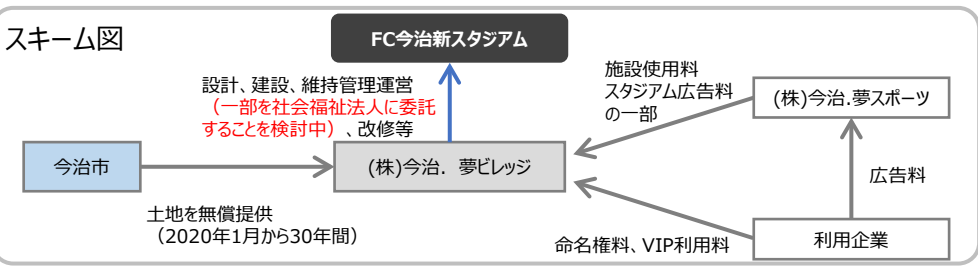 スキーム図
FC今治新スタジアム
設計、建設、維持管理運営
（一部を社会福祉法人に委託
することを検討中）、改修等
施設使用料
スタジアム広告料
の一部
(株)今治.夢スポーツ
今治市
(株)今治．夢ビレッジ
広告料
土地を無償提供
（2020年1月から30年間）
命名権料、VIP利用料
利用企業